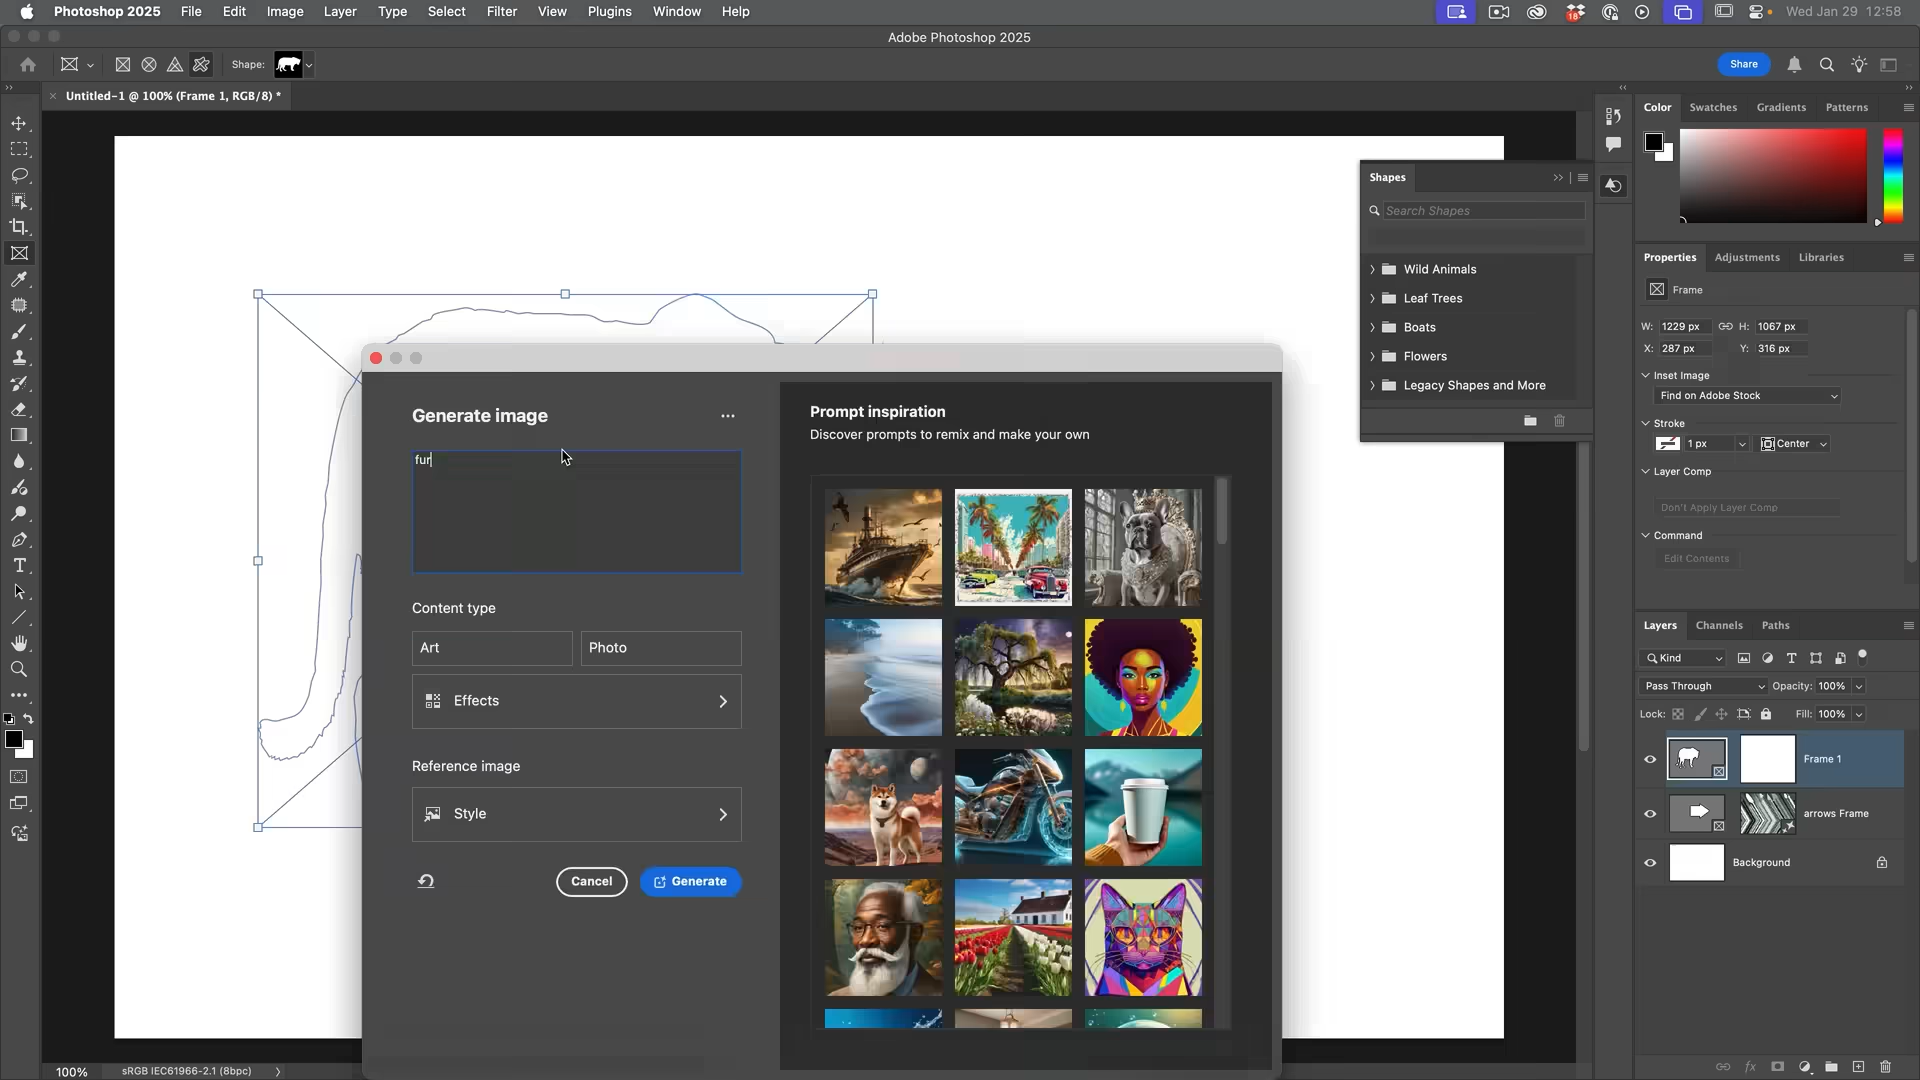 Photoshop 2025 File Edit Image Layer Type Select Filter View Plugins Window Help
18
Wed Jan 29 12:58
Adobe Photoshop 2025
Shape:
Share
Untitled-1 @ 100% (Frame 1, RGB/8) *
Color Swatches Gradients Patterns
Shapes
Search Shapes
Wild Animals
Leaf Trees
Boats
Flowers
Legacy Shapes and More
Properties Adjustments Libraries
Frame
W: 1229 px H: 1067 px
X: 287 px Y: 316 px
Inset Image
Find on Adobe Stock
Stroke
1 px Center
Layer Comp
Don't Apply Layer Comp
Command
Edit Contents
Generate image
fur
Content type
Art Photo
Effects
Reference image
Style
Cancel Generate
Prompt inspiration
Discover prompts to remix and make your own
Layers Channels Paths
Kind
Pass Through Opacity: 100%
Lock: Fill: 100%
Frame 1
arrows Frame
Background
T
100% sRGB IEC61966-2.1 (8bpc)
fx